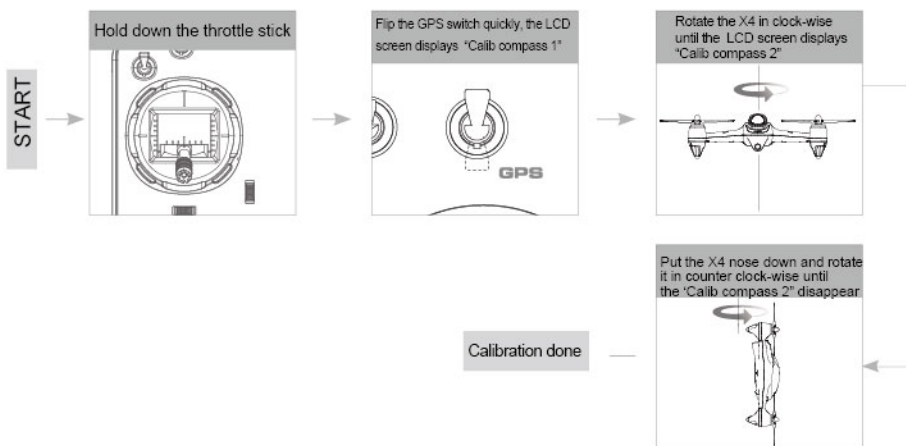 START
Hold down the throttle stick
Flip the GPS switch quickly, the LCD
screen displays "Calib compass 1"
GPS
Rotate the X4 in clock-wise
until the LCD screen displays
"Calib compass 2"
Put the X4 nose down and rotate
it in counter clock-wise until
the "Calib compass 2" disappear
Calibration done